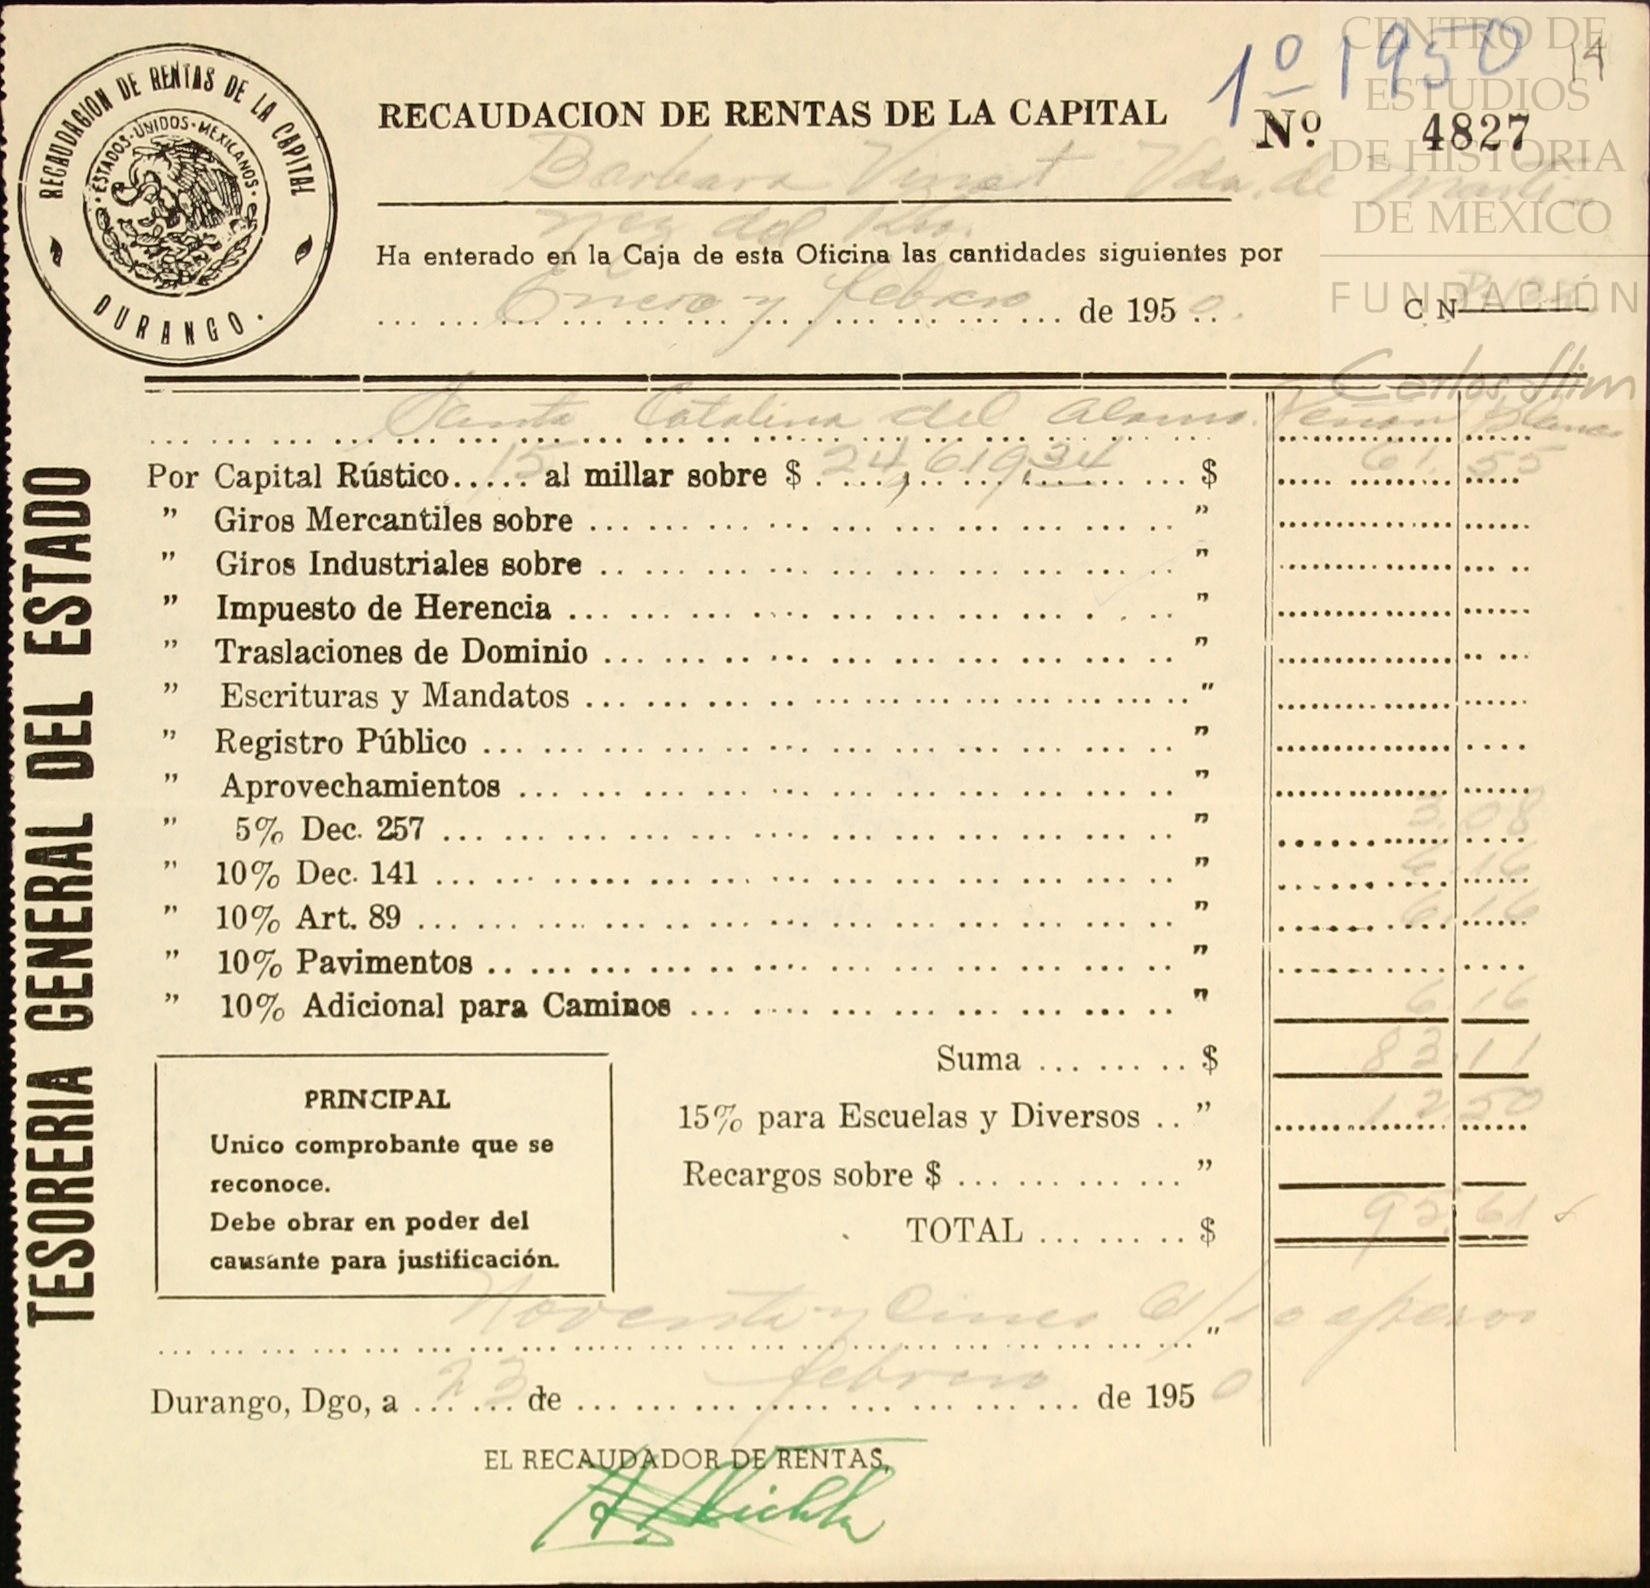 1º 1950 14
CENTRO DE
ESTUDIOS
DE HISTORIA
DE MEXICO
FUNDACIÓN
Carlos Slim
RECAUDACION DE RENTAS DE LA CAPITAL
ESTADOS·UNIDOS·MEXICANOS·
DURANGO.
RECAUDACION DE RENTAS DE LA CAPITAL Nº 4827
Barbara Vinent Vda. de Marti-
nez del Rio.
Ha enterado en la Caja de esta Oficina las cantidades siguientes por
Enero y febrero de 1950. C N
Santa Catalina del Alamo. Peñon Blanco
Por Capital Rústico..... 15 al millar sobre $ 24,619.34 $ 61.55
" Giros Mercantiles sobre "
" Giros Industriales sobre "
" Impuesto de Herencia "
" Traslaciones de Dominio "
" Escrituras y Mandatos "
" Registro Público "
" Aprovechamientos "
" 5% Dec. 257 " 3.08
" 10% Dec. 141 " 6.16
" 10% Art. 89 " 6.16
" 10% Pavimentos "
" 10% Adicional para Caminos " 6.16
Suma $ 83.11
15% para Escuelas y Diversos " 12.50
Recargos sobre $ "
TOTAL $ 95.61
PRINCIPAL
Unico comprobante que se
reconoce.
Debe obrar en poder del
causante para justificación.
Noventa y Cinco 61/00 pesos "
Durango, Dgo, a 23 de febrero de 1950
EL RECAUDADOR DE RENTAS,
TESORERIA GENERAL DEL ESTADO